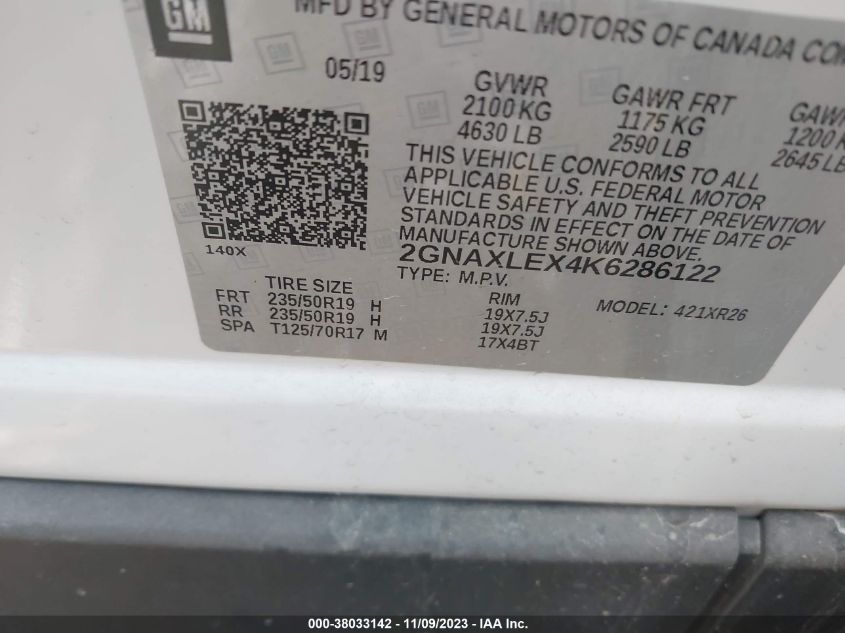 GM
MFD BY GENERAL MOTORS OF CANADA COM
05/19
GVWR
2100 KG
4630 LB
GAWR FRT
1175 KG
2590 LB
GAWR
1200 K
2645 LB
THIS VEHICLE CONFORMS TO ALL
APPLICABLE U.S. FEDERAL MOTOR
VEHICLE SAFETY AND THEFT PREVENTION
STANDARDS IN EFFECT ON THE DATE OF
MANUFACTURE SHOWN ABOVE.
140X
2GNAXLEX4K6286122
TYPE: M.P.V.
TIRE SIZE RIM MODEL: 421XR26
FRT 235/50R19 H 19X7.5J
RR 235/50R19 H 19X7.5J
SPA T125/70R17 M 17X4BT
000-38033142 - 11/09/2023 - IAA Inc.